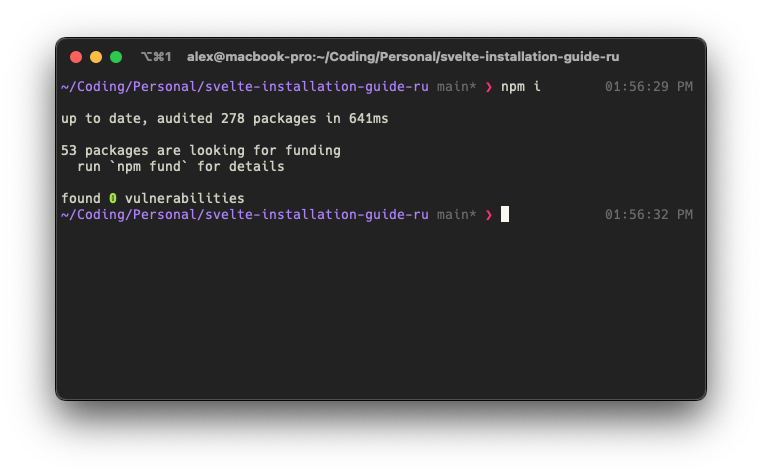 ⌥⌘1 alex@macbook-pro:~/Coding/Personal/svelte-installation-guide-ru
~/Coding/Personal/svelte-installation-guide-ru main* ❯ npm i 01:56:29 PM
up to date, audited 278 packages in 641ms
53 packages are looking for funding
  run `npm fund` for details
found 0 vulnerabilities
~/Coding/Personal/svelte-installation-guide-ru main* ❯ 01:56:32 PM